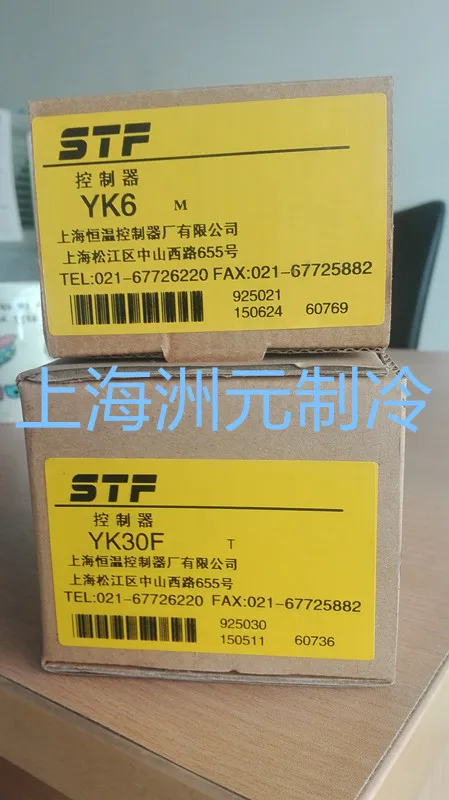 STF
控制器
YK6 M
上海恒温控制器厂有限公司
上海松江区中山西路655号
TEL:021-67726220 FAX:021-67725882
925021
150624 60769
上海洲元制冷
STF
控制器
YK30F T
上海恒温控制器厂有限公司
上海松江区中山西路655号
TEL:021-67726220 FAX:021-67725882
925030
150511 60736